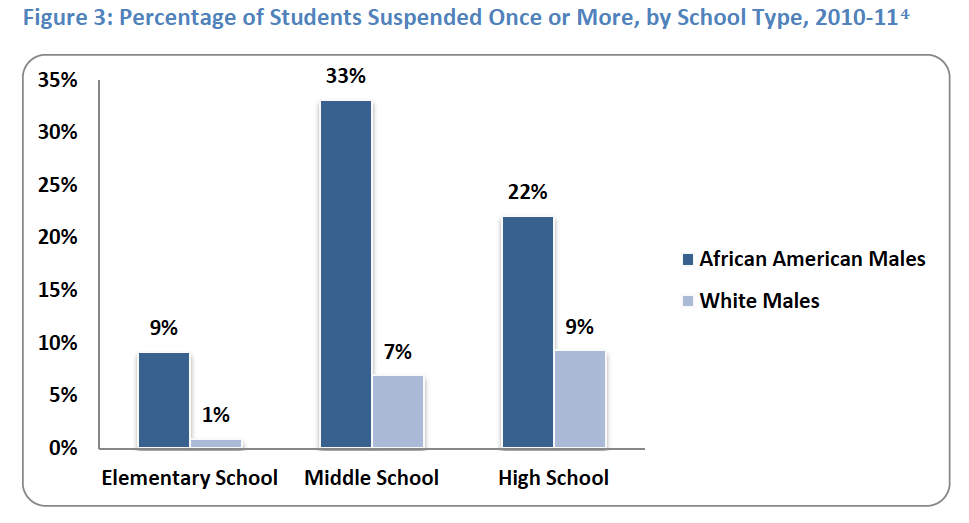 Figure 3: Percentage of Students Suspended Once or More, by School Type, 2010-11⁴
35%
30%
25%
20%
15%
10%
5%
0%
9%
1%
33%
7%
22%
9%
Elementary School
Middle School
High School
African American Males
White Males